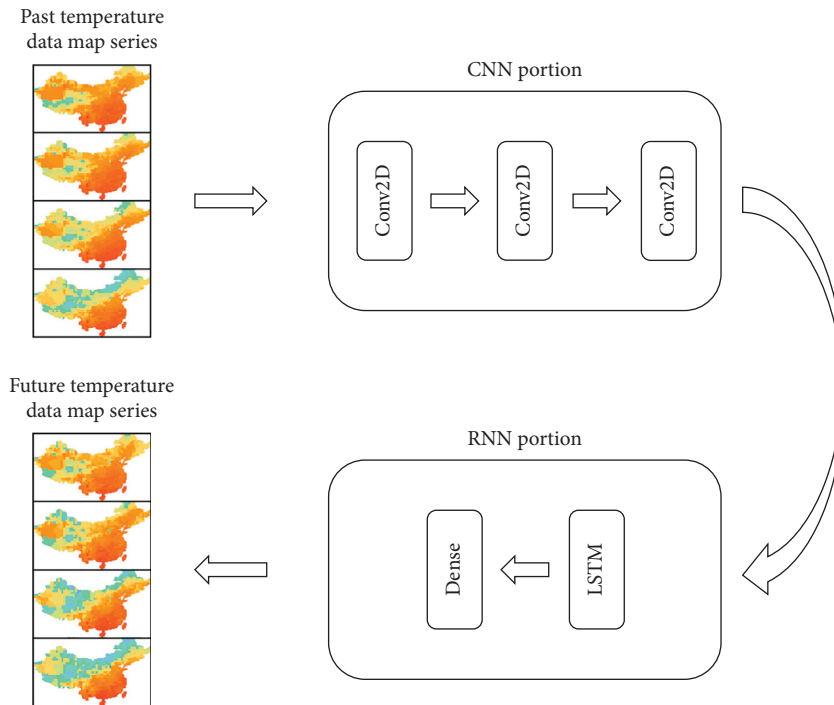 Past temperature
data map series
CNN portion
Conv2D
Conv2D
Conv2D
Future temperature
data map series
RNN portion
Dense
LSTM